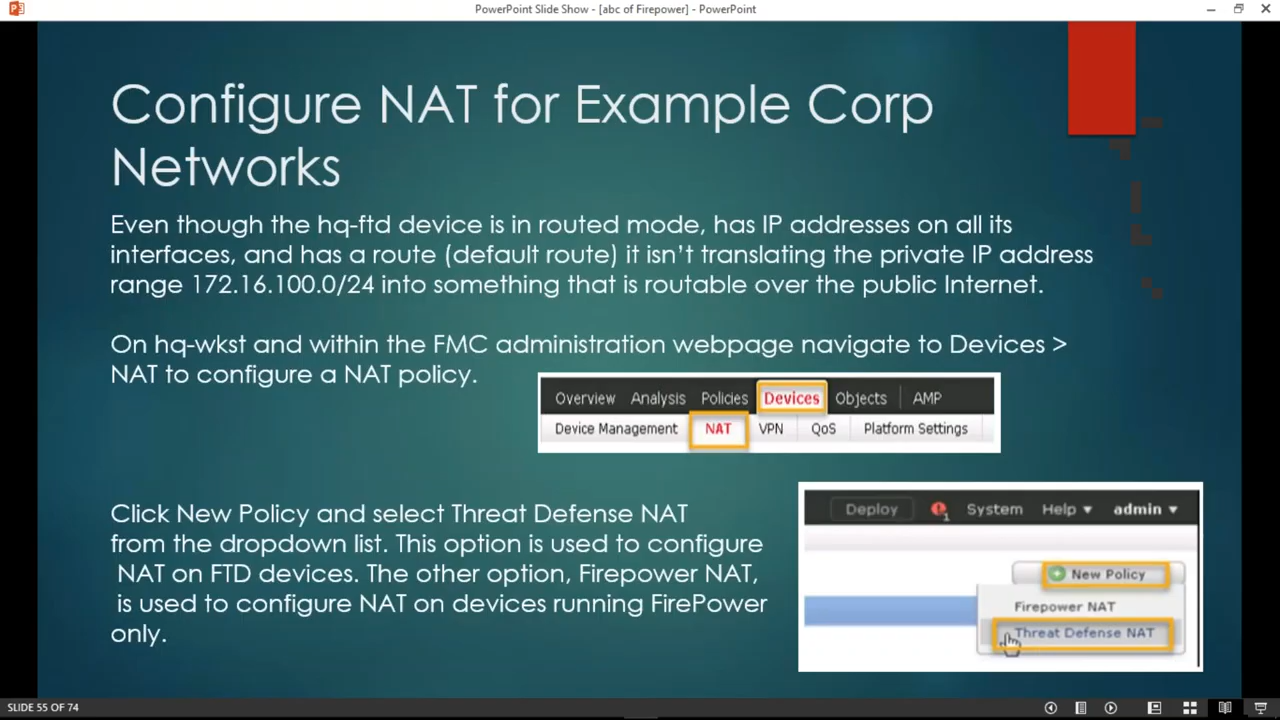 PowerPoint Slide Show - [abc of Firepower] - PowerPoint
Configure NAT for Example Corp
Networks
Even though the hq-ftd device is in routed mode, has IP addresses on all its
interfaces, and has a route (default route) it isn’t translating the private IP address
range 172.16.100.0/24 into something that is routable over the public Internet.
On hq-wkst and within the FMC administration webpage navigate to Devices >
NAT to configure a NAT policy.
Overview Analysis Policies Devices Objects AMP
Device Management NAT VPN QoS Platform Settings
Click New Policy and select Threat Defense NAT
from the dropdown list. This option is used to configure
NAT on FTD devices. The other option, Firepower NAT,
is used to configure NAT on devices running FirePower
only.
Deploy 1 System Help admin
New Policy
Firepower NAT
Threat Defense NAT
SLIDE 55 OF 74